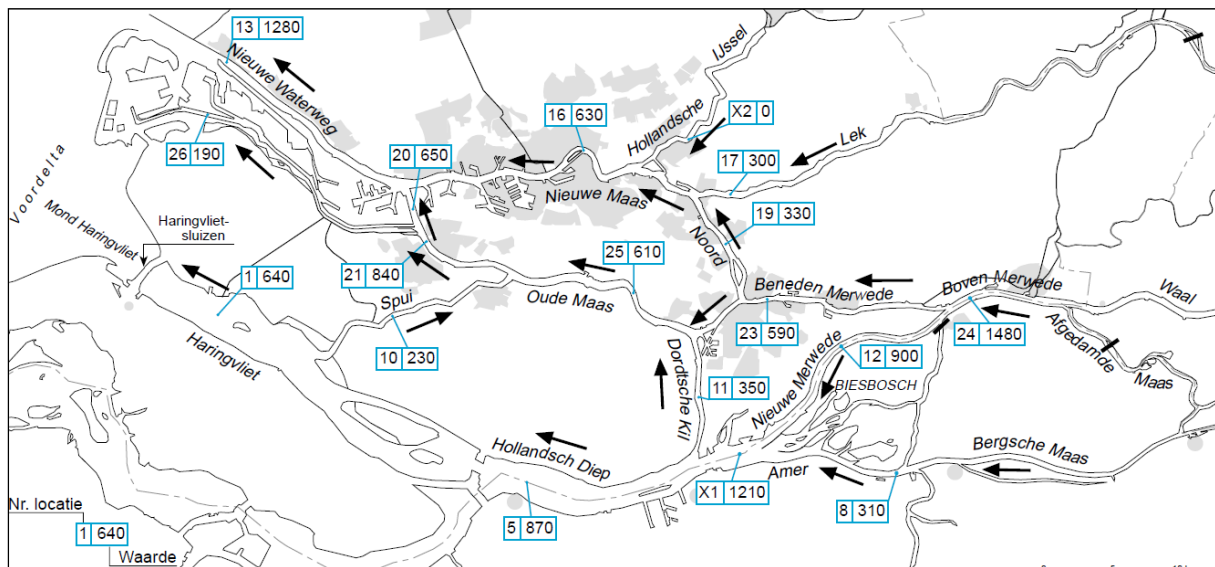 13 1280
Nieuwe Waterweg
IJssel
16 630
Hollandsche
X2 0
26 190
20 650
17 300
Lek
Voordelta
Nieuwe Maas
19 330
Noord
Mond Haringvliet
Haringvliet-
sluizen
1 640
21 840
25 610
Beneden Merwede
Boven Merwede
Waal
Spui
Oude Maas
23 590
24 1480
Afgedamde
Maas
Haringvliet
10 230
Dordtsche Kil
Nieuwe Merwede
12 900
11 350
BIESBOSCH
Hollandsch Diep
Bergsche Maas
X1 1210
Amer
8 310
5 870
Nr. locatie
1 640
Waarde